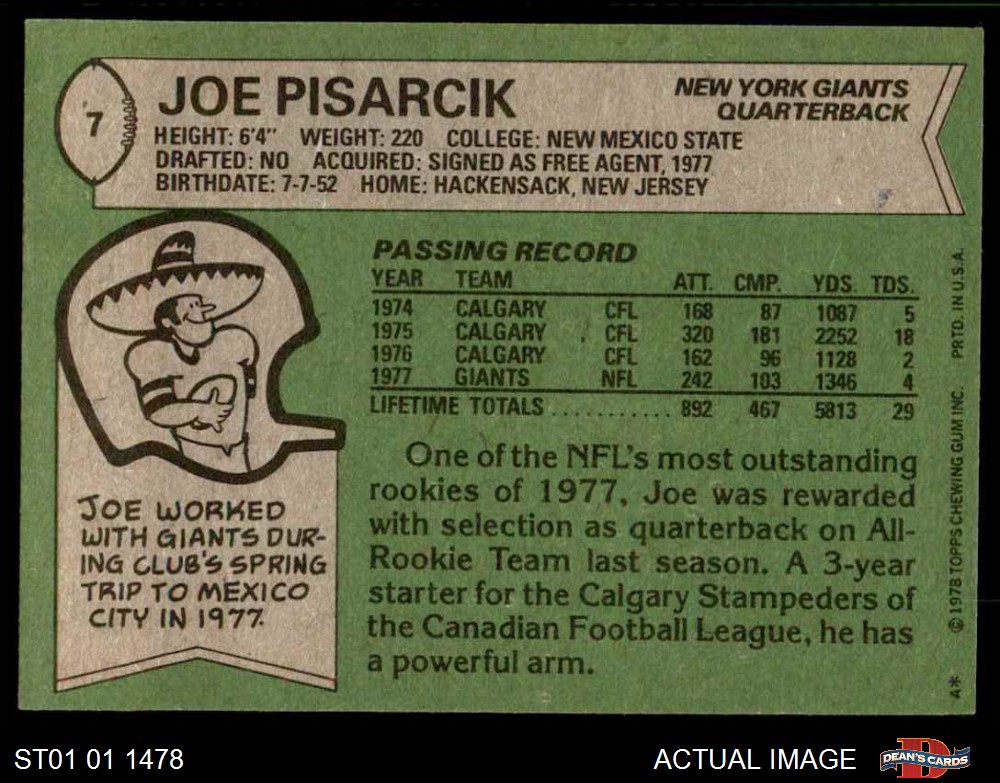 7
JOE PISARCIK
NEW YORK GIANTS
QUARTERBACK
HEIGHT: 6'4" WEIGHT: 220 COLLEGE: NEW MEXICO STATE
DRAFTED: NO ACQUIRED: SIGNED AS FREE AGENT, 1977
BIRTHDATE: 7-7-52 HOME: HACKENSACK, NEW JERSEY
PASSING RECORD
YEAR TEAM ATT. CMP. YDS. TDS.
1974 CALGARY CFL 168 87 1087 5
1975 CALGARY CFL 320 181 2252 18
1976 CALGARY CFL 162 96 1128 2
1977 GIANTS NFL 242 103 1346 4
LIFETIME TOTALS ........... 892 467 5813 29
One of the NFL's most outstanding
rookies of 1977, Joe was rewarded
with selection as quarterback on All-
Rookie Team last season. A 3-year
starter for the Calgary Stampeders of
the Canadian Football League, he has
a powerful arm.
JOE WORKED
WITH GIANTS DUR-
ING CLUB'S SPRING
TRIP TO MEXICO
CITY IN 1977.
A* © 1978 TOPPS CHEWING GUM INC. PRTD. IN U.S.A.
ST01 01 1478
ACTUAL IMAGE
D
DEAN'S CARDS